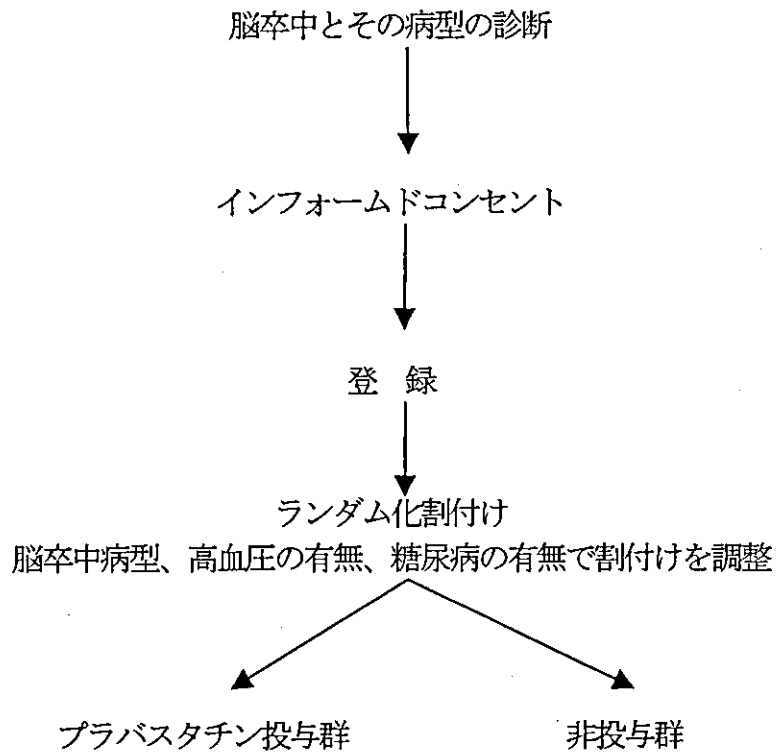 脳卒中とその病型の診断
インフォームドコンセント
登 録
ランダム化割付け
脳卒中病型、高血圧の有無、糖尿病の有無で割付けを調整
プラバスタチン投与群 非投与群